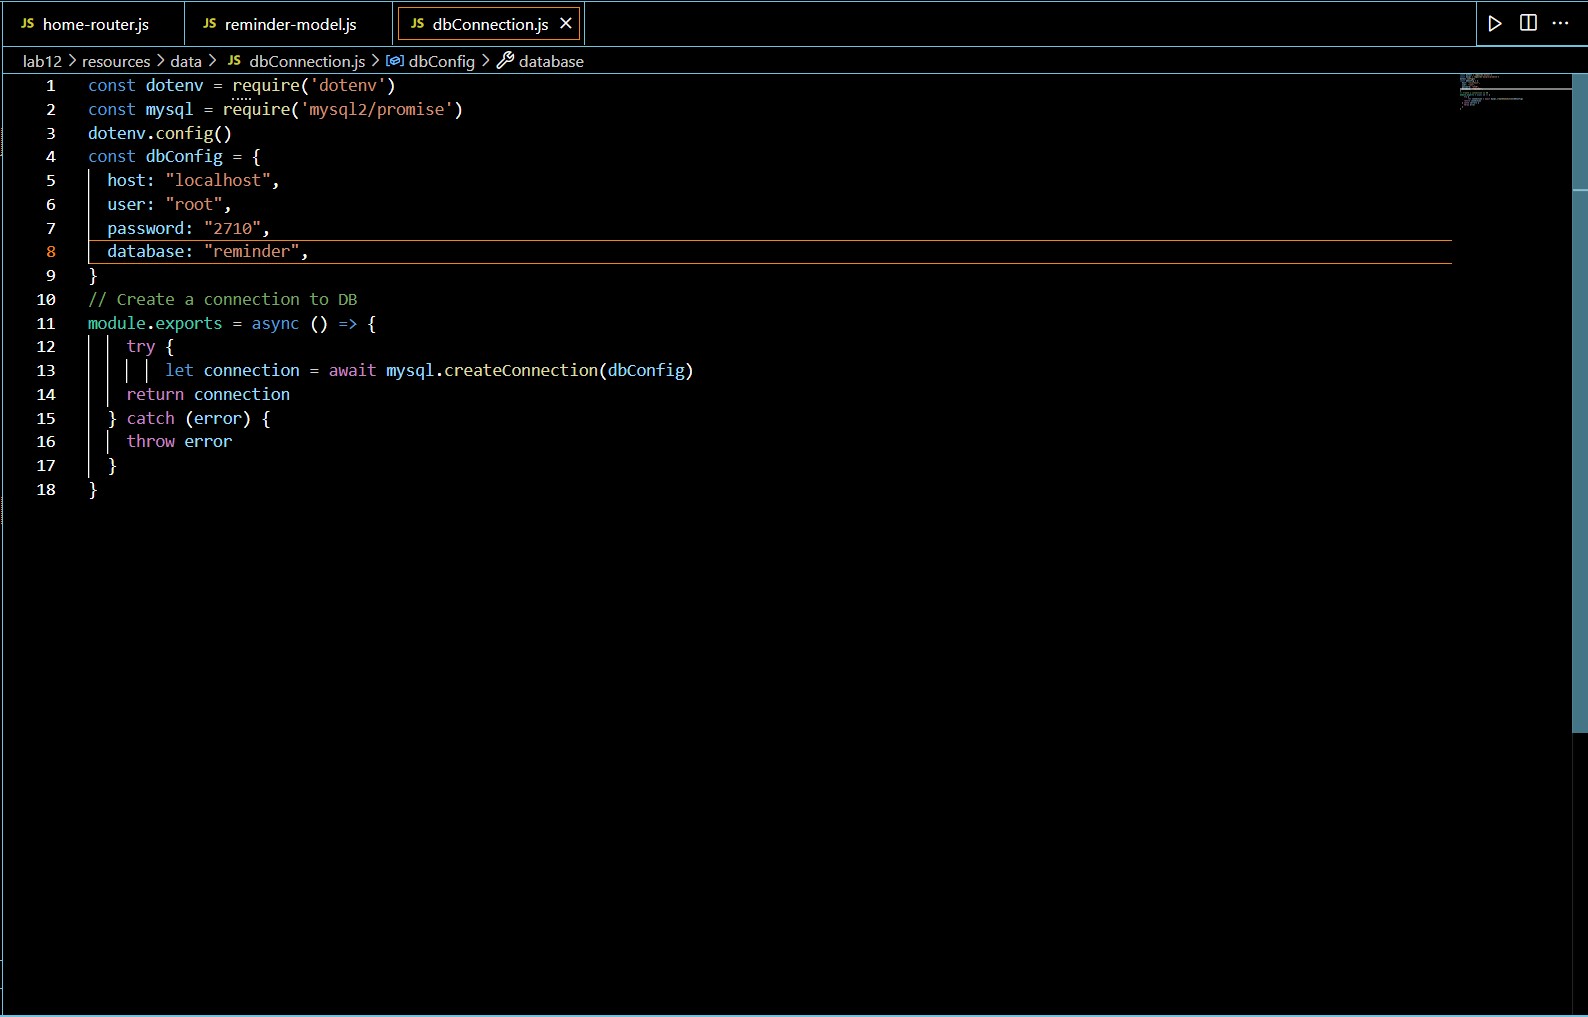 JS home-router.js JS reminder-model.js JS dbConnection.js
lab12 > resources > data > JS dbConnection.js > dbConfig > database
1 const dotenv = require('dotenv')
2 const mysql = require('mysql2/promise')
3 dotenv.config()
4 const dbConfig = {
5   host: "localhost",
6   user: "root",
7   password: "2710",
8   database: "reminder",
9 }
10 // Create a connection to DB
11 module.exports = async () => {
12     try {
13         let connection = await mysql.createConnection(dbConfig)
14     return connection
15   } catch (error) {
16     throw error
17   }
18 }